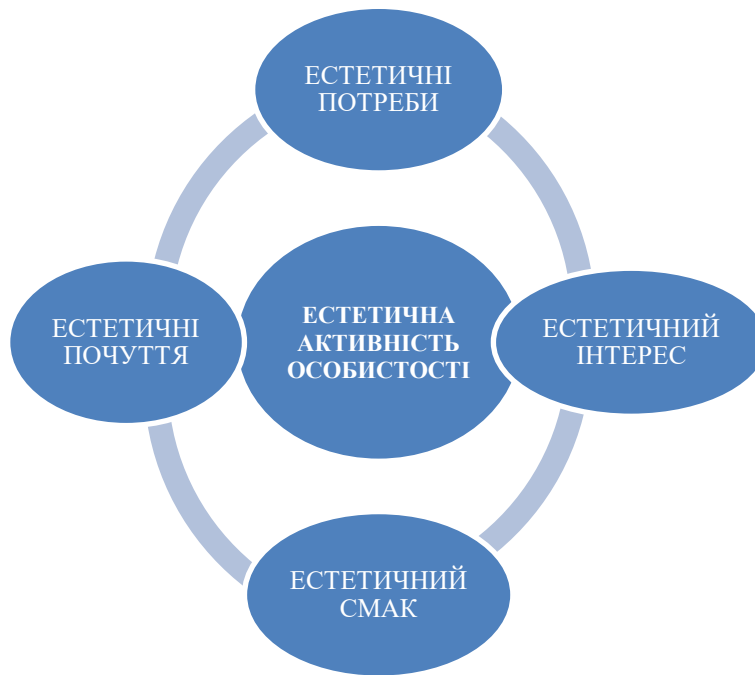 ЕСТЕТИЧНІ
ПОТРЕБИ
ЕСТЕТИЧНІ
ПОЧУТТЯ
ЕСТЕТИЧНА
АКТИВНІСТЬ
ОСОБИСТОСТІ
ЕСТЕТИЧНИЙ
ІНТЕРЕС
ЕСТЕТИЧНИЙ
СМАК